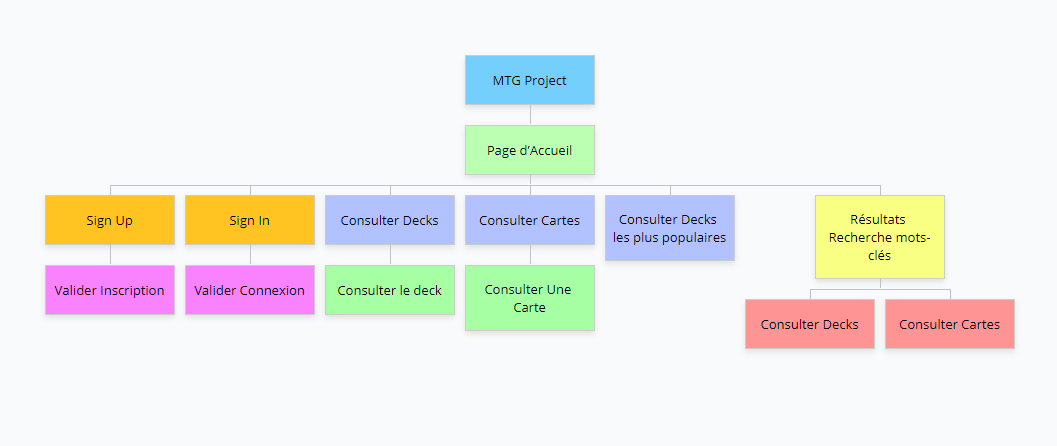 MTG Project
Page d'Accueil
Sign Up
Sign In
Consulter Decks
Consulter Cartes
Consulter Decks
les plus populaires
Résultats
Recherche mots-
clés
Valider Inscription
Valider Connexion
Consulter le deck
Consulter Une
Carte
Consulter Decks
Consulter Cartes